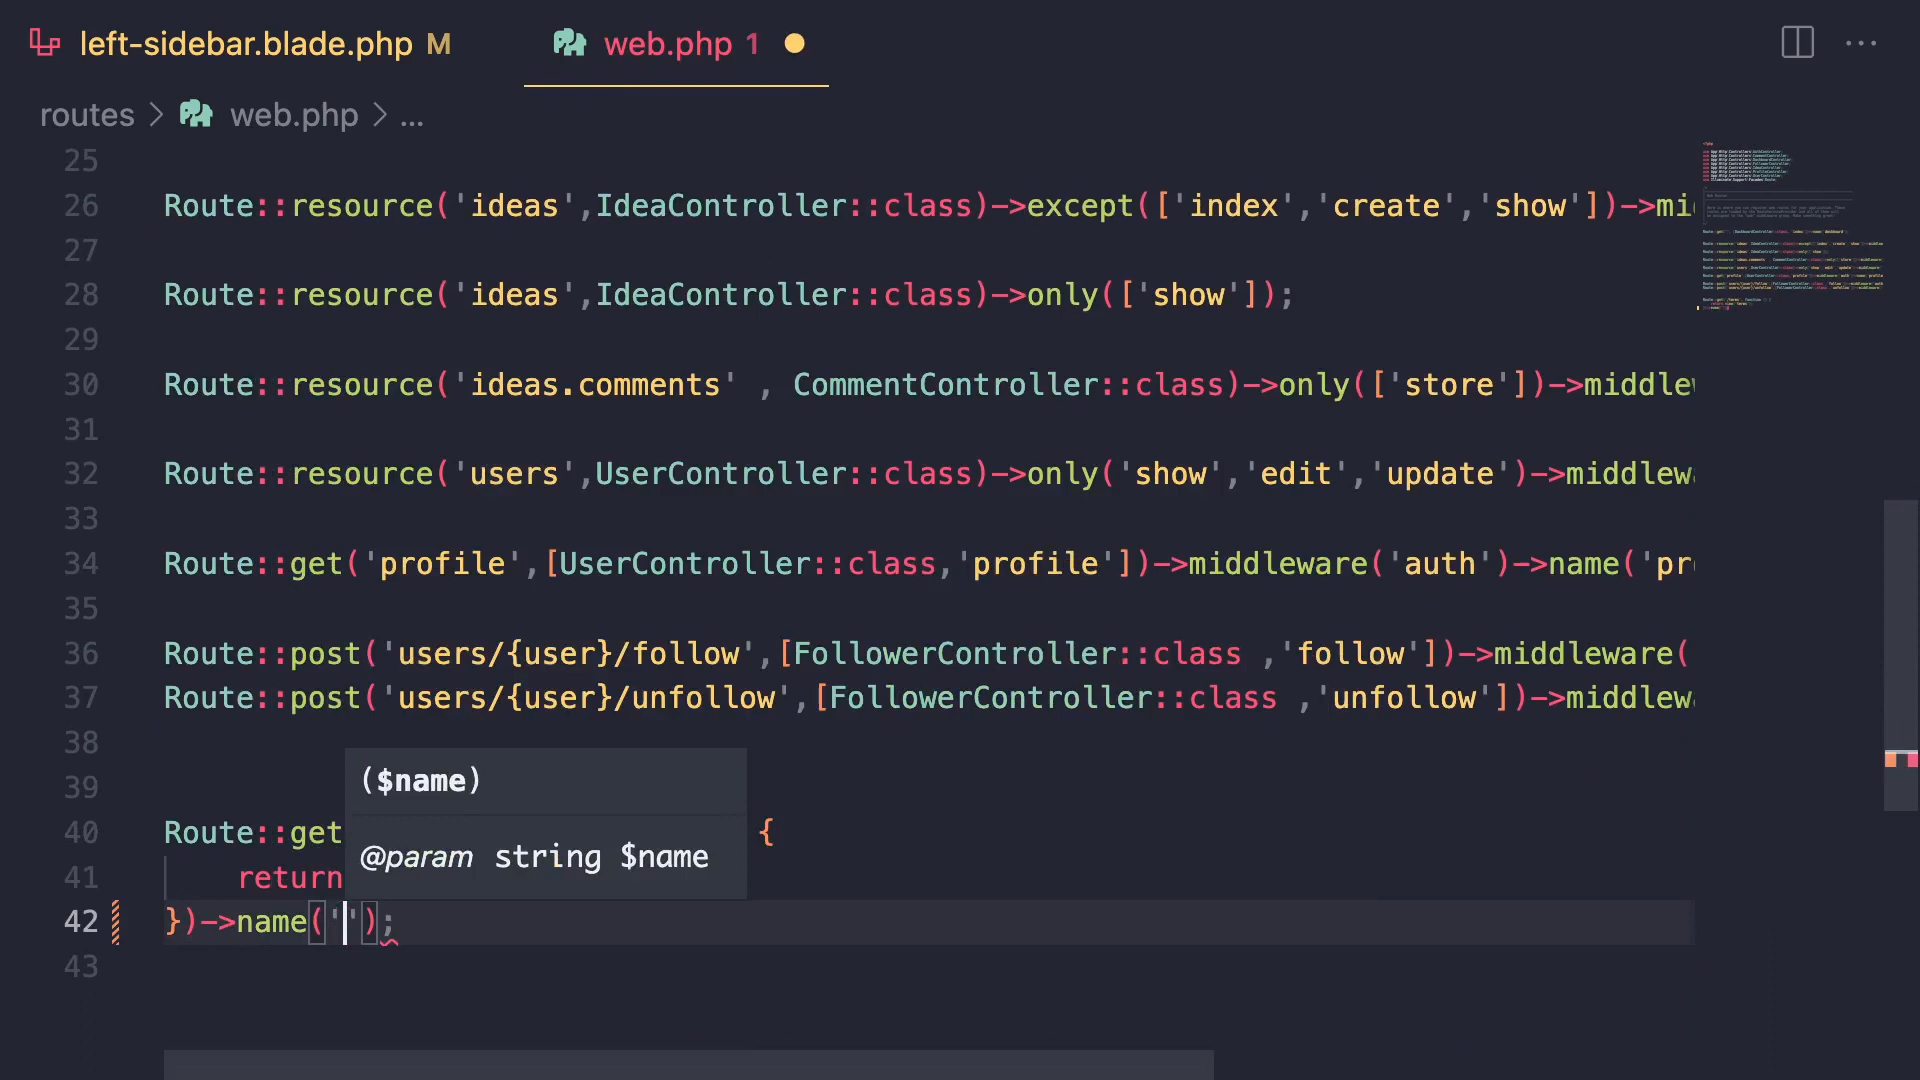 left-sidebar.blade.php M
web.php 1
routes > web.php > ...
25
26 Route::resource('ideas',IdeaController::class)->except(['index','create','show'])->mi
27
28 Route::resource('ideas',IdeaController::class)->only(['show']);
29
30 Route::resource('ideas.comments' , CommentController::class)->only(['store'])->middlew
31
32 Route::resource('users',UserController::class)->only('show','edit','update')->middlewa
33
34 Route::get('profile',[UserController::class,'profile'])->middleware('auth')->name('pro
35
36 Route::post('users/{user}/follow',[FollowerController::class ,'follow'])->middleware(
37 Route::post('users/{user}/unfollow',[FollowerController::class ,'unfollow'])->middlewa
38
($name)
39
40 Route::get {
@param string $name
41 return
42 })->name('');
43